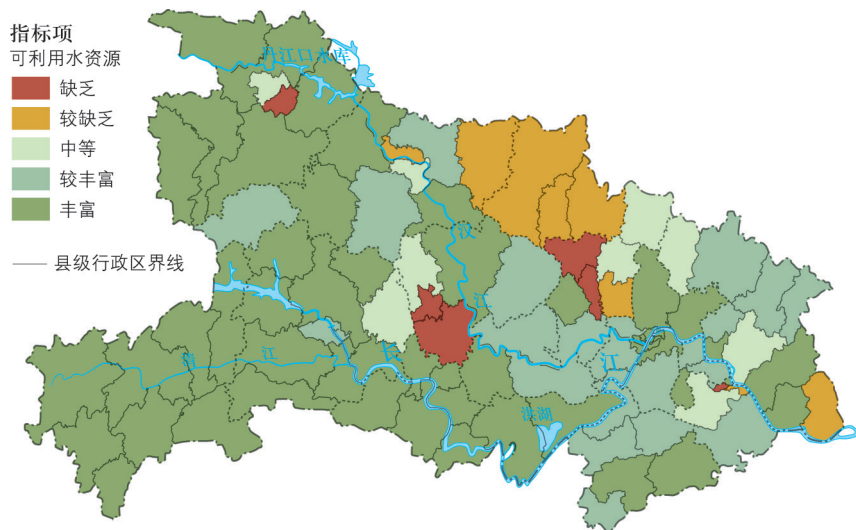 指标项
可利用水资源
缺乏
较缺乏
中等
较丰富
丰富
县级行政区界线
丹江口水库
汉
江
清
江
长
江
洪湖